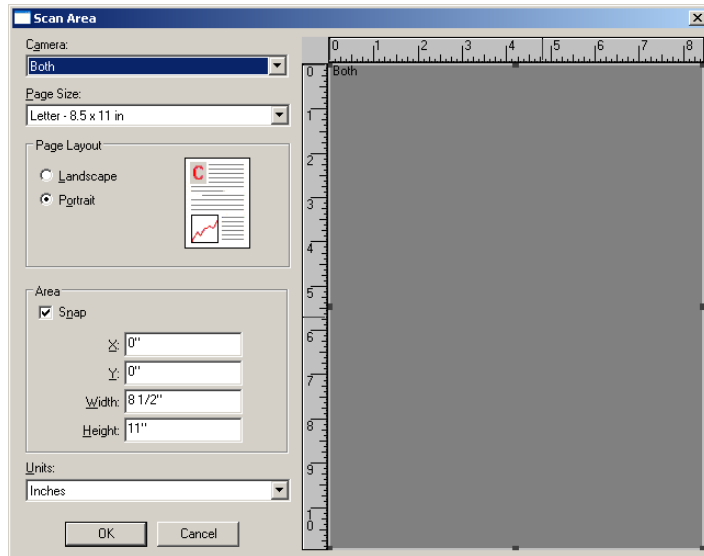 Scan Area
Camera:
Both
Page Size:
Letter - 8.5 x 11 in
Page Layout
Landscape
Portrait
C
Area
Snap
X: 0"
Y: 0"
Width: 8 1/2"
Height: 11"
Units:
Inches
OK Cancel
0 1 2 3 4 5 6 7 8
Both
0
1
2
3
4
5
6
7
8
9
10